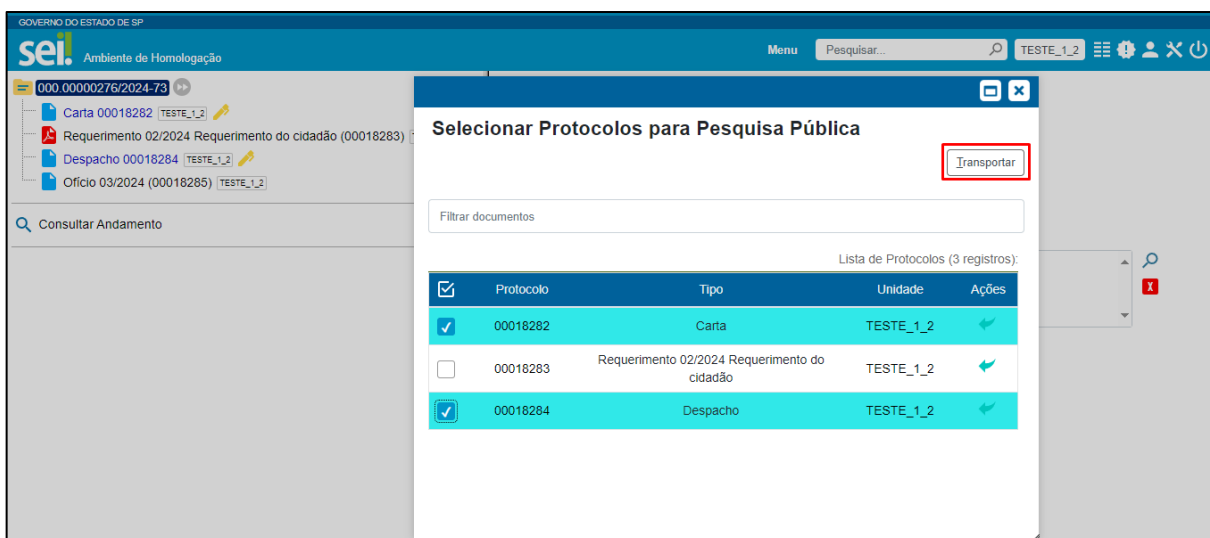 GOVERNO DO ESTADO DE SP
sei! Ambiente de Homologação
Menu Pesquisar... TESTE_1_2
000.00000276/2024-73
Carta 00018282 TESTE_1_2
Requerimento 02/2024 Requerimento do cidadão (00018283)
Despacho 00018284 TESTE_1_2
Ofício 03/2024 (00018285) TESTE_1_2
Consultar Andamento
Selecionar Protocolos para Pesquisa Pública
Transportar
Filtrar documentos
Lista de Protocolos (3 registros):
Protocolo Tipo Unidade Ações
00018282 Carta TESTE_1_2
00018283 Requerimento 02/2024 Requerimento do
cidadão TESTE_1_2
00018284 Despacho TESTE_1_2
X